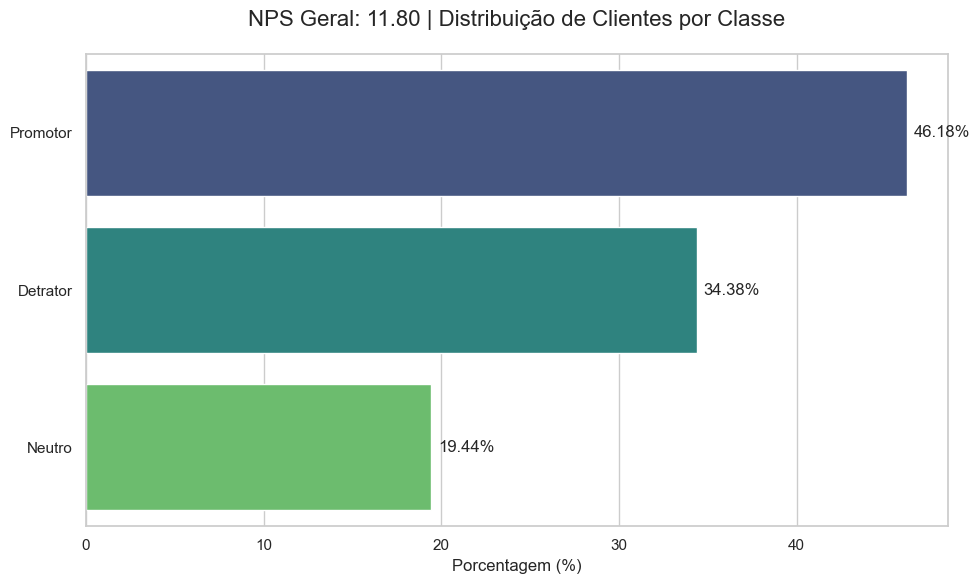 NPS Geral: 11.80 | Distribuição de Clientes por Classe
Promotor
46.18%
Detrator
34.38%
Neutro
19.44%
0 10 20 30 40
Porcentagem (%)